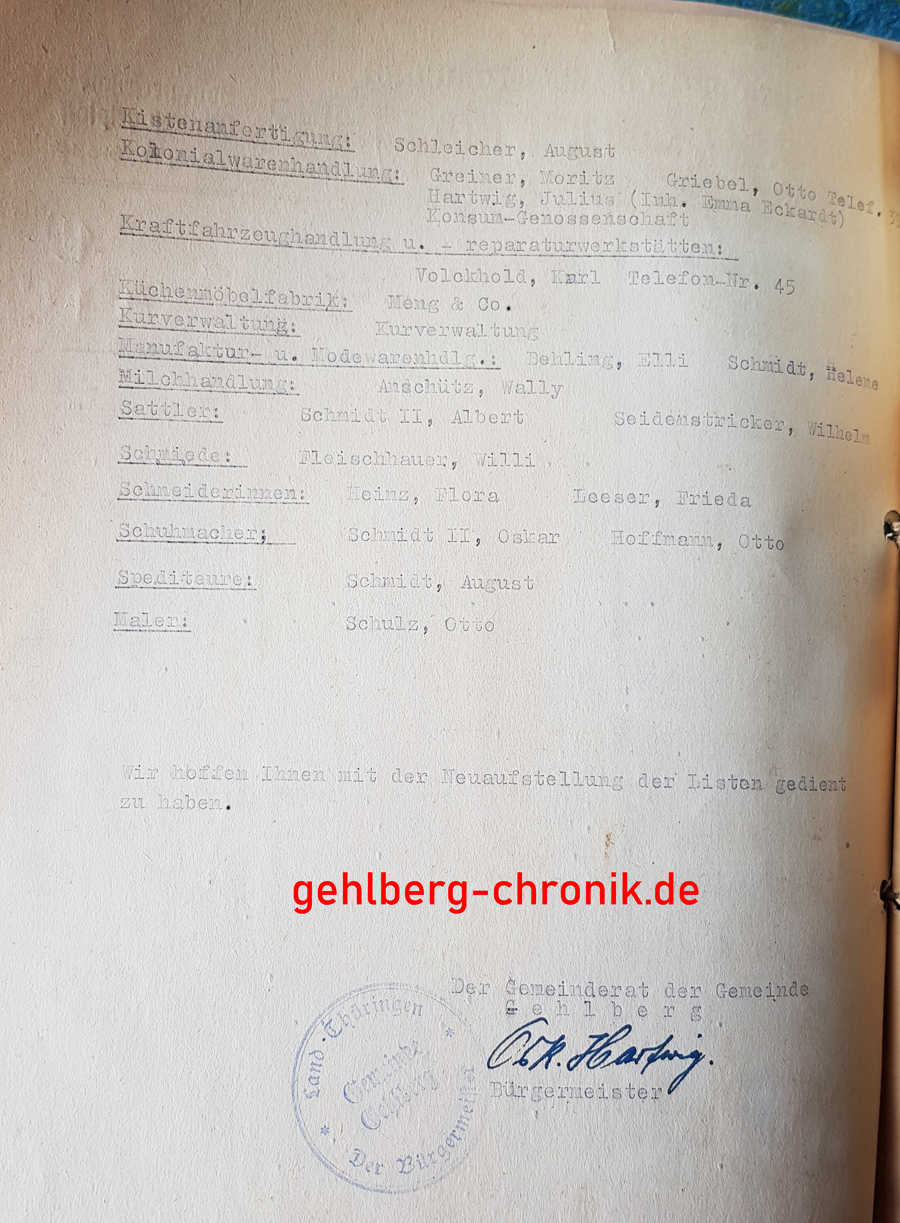 Kistenanfertigung: Schleicher, August
Kolonialwarenhandlung: Greiner, Moritz Griebel, Otto Telef. 39
Hartwig, Julius (Inh. Emma Eckardt)
Konsum-Genossenschaft
Kraftfahrzeughandlung u. - reparaturwerkstätten:
Volckhold, Karl Telefon-Nr. 45
Küchenmöbelfabrik: Meng & Co.
Kurverwaltung: Kurverwaltung
Manufaktur- u. Modewarenhdlg.: Behling, Elli Schmidt, Helene
Milchhandlung: Anschütz, Wally
Sattler: Schmidt II, Albert Seidenstricker, Wilhelm
Schmiede: Fleischhauer, Willi
Schneiderinnen: Heinz, Flora Leeser, Frieda
Schuhmacher: Schmidt II, Oskar Hoffmann, Otto
Spediteure: Schmidt, August
Maler: Schulz, Otto
Wir hoffen Ihnen mit der Neuaufstellung der Listen gedient
zu haben.
gehlberg-chronik.de
Der Gemeinderat der Gemeinde
G e h l b e r g
Osk. Hartwig.
Bürgermeister
Land Thüringen
Gemeinde
Gehlberg
Der Bürgermeister